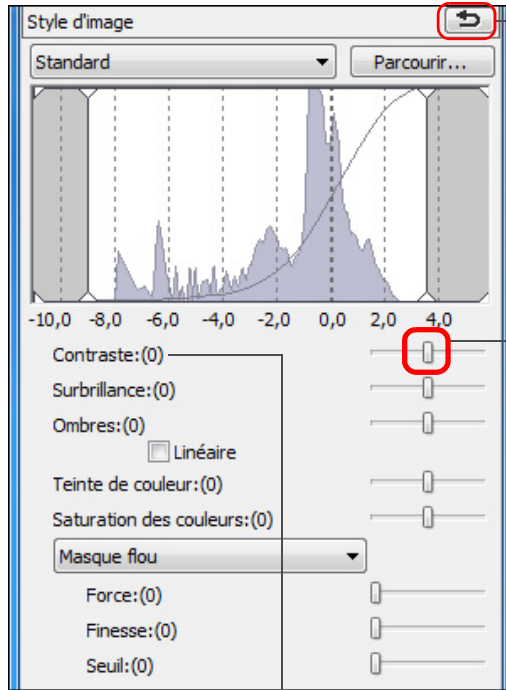 Style d'image
Standard
Parcourir...
-10,0 -8,0 -6,0 -4,0 -2,0 0,0 2,0 4,0
Contraste:(0)
Surbrillance:(0)
Ombres:(0)
Linéaire
Teinte de couleur:(0)
Saturation des couleurs:(0)
Masque flou
Force:(0)
Finesse:(0)
Seuil:(0)